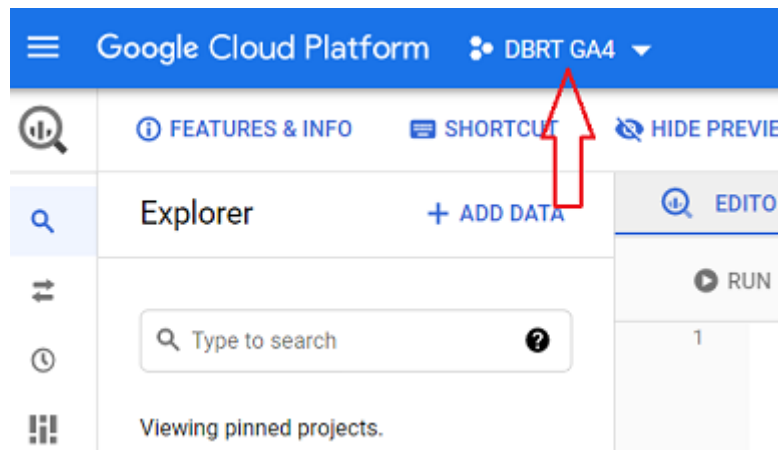 Google Cloud Platform DBRT GA4
FEATURES & INFO SHORTCUT HIDE PREVIE
Explorer + ADD DATA EDITO
RUN
Type to search
1
Viewing pinned projects.